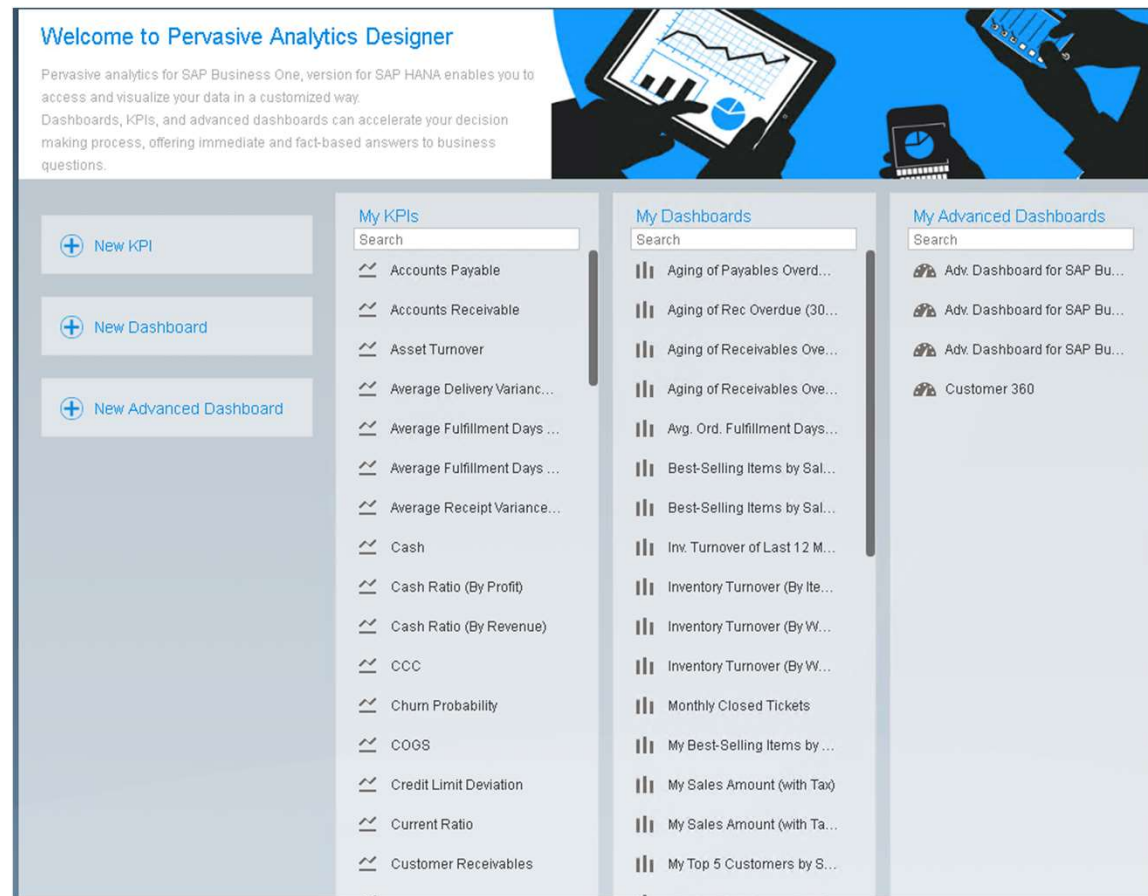 Welcome to Pervasive Analytics Designer
Pervasive analytics for SAP Business One, version for SAP HANA enables you to
access and visualize your data in a customized way.
Dashboards, KPIs, and advanced dashboards can accelerate your decision
making process, offering immediate and fact-based answers to business
questions.
New KPI
New Dashboard
New Advanced Dashboard
My KPIs
Search
Accounts Payable
Accounts Receivable
Asset Turnover
Average Delivery Varianc...
Average Fulfillment Days ...
Average Fulfillment Days ...
Average Receipt Variance...
Cash
Cash Ratio (By Profit)
Cash Ratio (By Revenue)
CCC
Churn Probability
COGS
Credit Limit Deviation
Current Ratio
Customer Receivables
My Dashboards
Search
Aging of Payables Overd...
Aging of Rec Overdue (30...
Aging of Receivables Ove...
Aging of Receivables Ove...
Avg. Ord. Fulfillment Days...
Best-Selling Items by Sal...
Best-Selling Items by Sal...
Inv. Turnover of Last 12 M...
Inventory Turnover (By Ite...
Inventory Turnover (By W...
Inventory Turnover (By W...
Monthly Closed Tickets
My Best-Selling Items by ...
My Sales Amount (with Tax)
My Sales Amount (with Ta...
My Top 5 Customers by S...
My Advanced Dashboards
Search
Adv. Dashboard for SAP Bu...
Adv. Dashboard for SAP Bu...
Adv. Dashboard for SAP Bu...
Customer 360